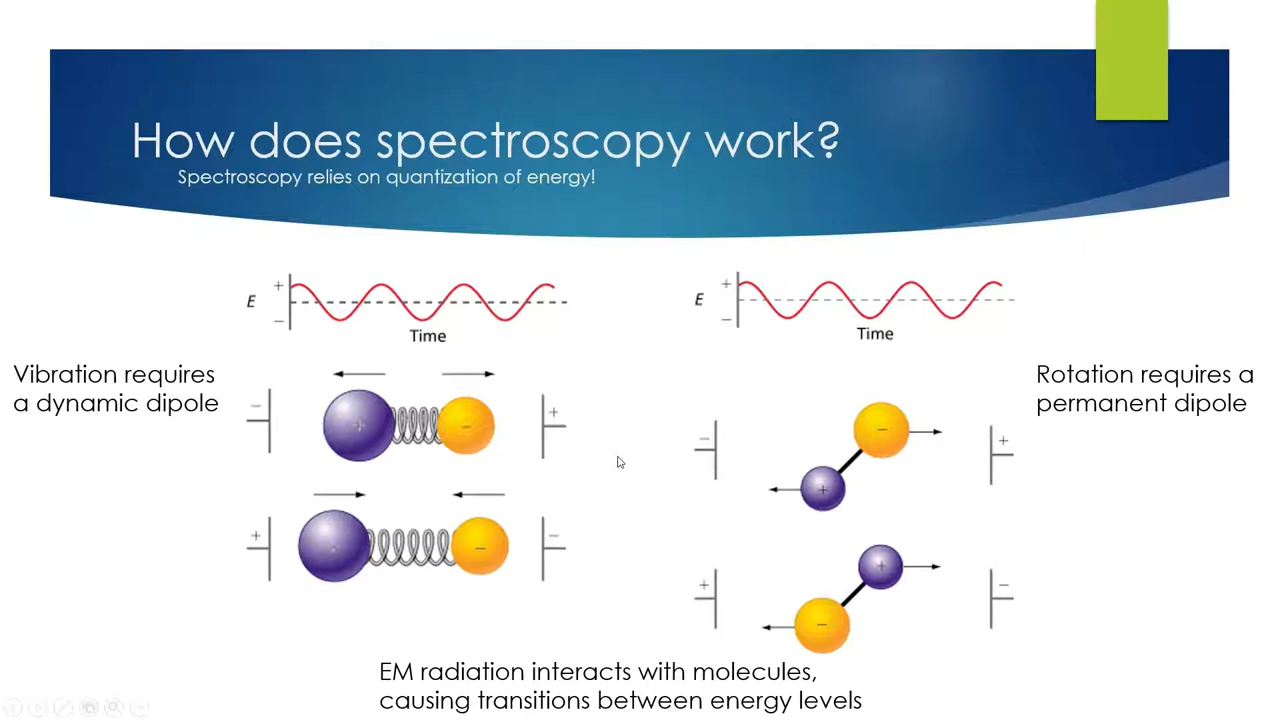 How does spectroscopy work?
Spectroscopy relies on quantization of energy!
+
E
−
Time
+
E
−
Time
Vibration requires
a dynamic dipole
− + − +
+ + − −
Rotation requires a
permanent dipole
− − +
+
+
+ −
−
EM radiation interacts with molecules,
causing transitions between energy levels